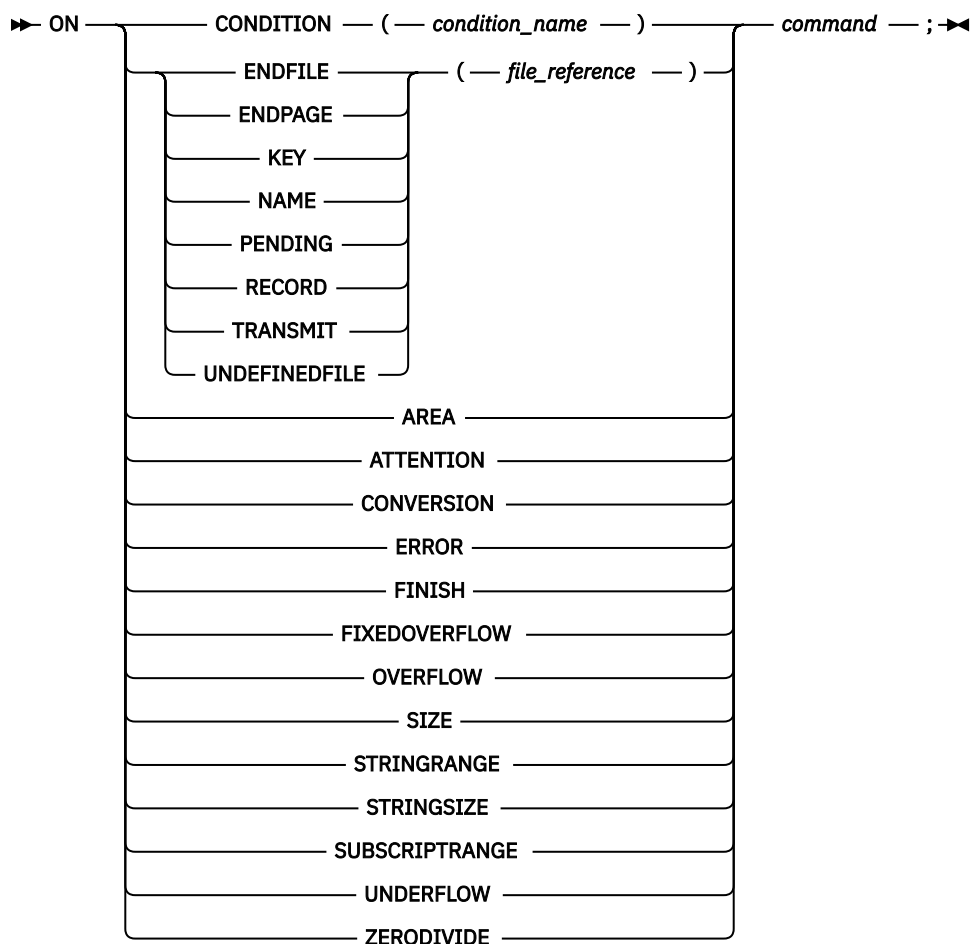 ON CONDITION ( condition_name ) command ;
ENDFILE ( file_reference )
ENDPAGE
KEY
NAME
PENDING
RECORD
TRANSMIT
UNDEFINEDFILE
AREA
ATTENTION
CONVERSION
ERROR
FINISH
FIXEDOVERFLOW
OVERFLOW
SIZE
STRINGRANGE
STRINGSIZE
SUBSCRIPTRANGE
UNDERFLOW
ZERODIVIDE